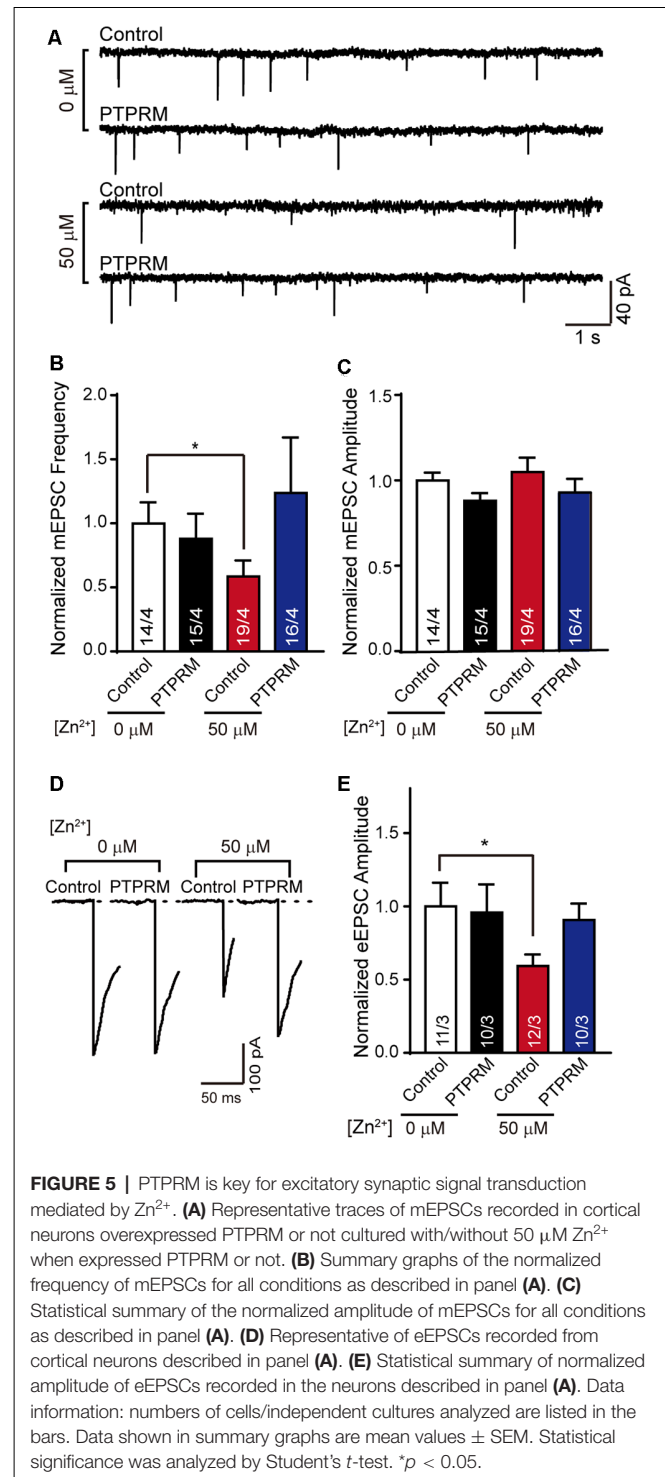 A
Control
0 μM
PTPRM
Control
50 μM
PTPRM
40 pA
1 s
B
Normalized mEPSC Frequency
2.0
1.5
1.0
0.5
0.0
*
14/4
15/4
19/4
16/4
Control
PTPRM
Control
PTPRM
[Zn²⁺]
0 μM
50 μM
C
Normalized mEPSC Amplitude
1.5
1.0
0.5
0.0
14/4
15/4
19/4
16/4
Control
PTPRM
Control
PTPRM
0 μM
50 μM
D
[Zn²⁺]
0 μM
50 μM
Control PTPRM Control PTPRM
100 pA
50 ms
E
Normalized eEPSC Amplitude
1.5
1.0
0.5
0.0
*
11/3
10/3
12/3
10/3
Control
PTPRM
Control
PTPRM
[Zn²⁺]
0 μM
50 μM
FIGURE 5 | PTPRM is key for excitatory synaptic signal transduction
mediated by Zn²⁺. (A) Representative traces of mEPSCs recorded in cortical
neurons overexpressed PTPRM or not cultured with/without 50 μM Zn²⁺
when expressed PTPRM or not. (B) Summary graphs of the normalized
frequency of mEPSCs for all conditions as described in panel (A). (C)
Statistical summary of the normalized amplitude of mEPSCs for all conditions
as described in panel (A). (D) Representative of eEPSCs recorded from
cortical neurons described in panel (A). (E) Statistical summary of normalized
amplitude of eEPSCs recorded in the neurons described in panel (A). Data
information: numbers of cells/independent cultures analyzed are listed in the
bars. Data shown in summary graphs are mean values ± SEM. Statistical
significance was analyzed by Student's t-test. *p < 0.05.